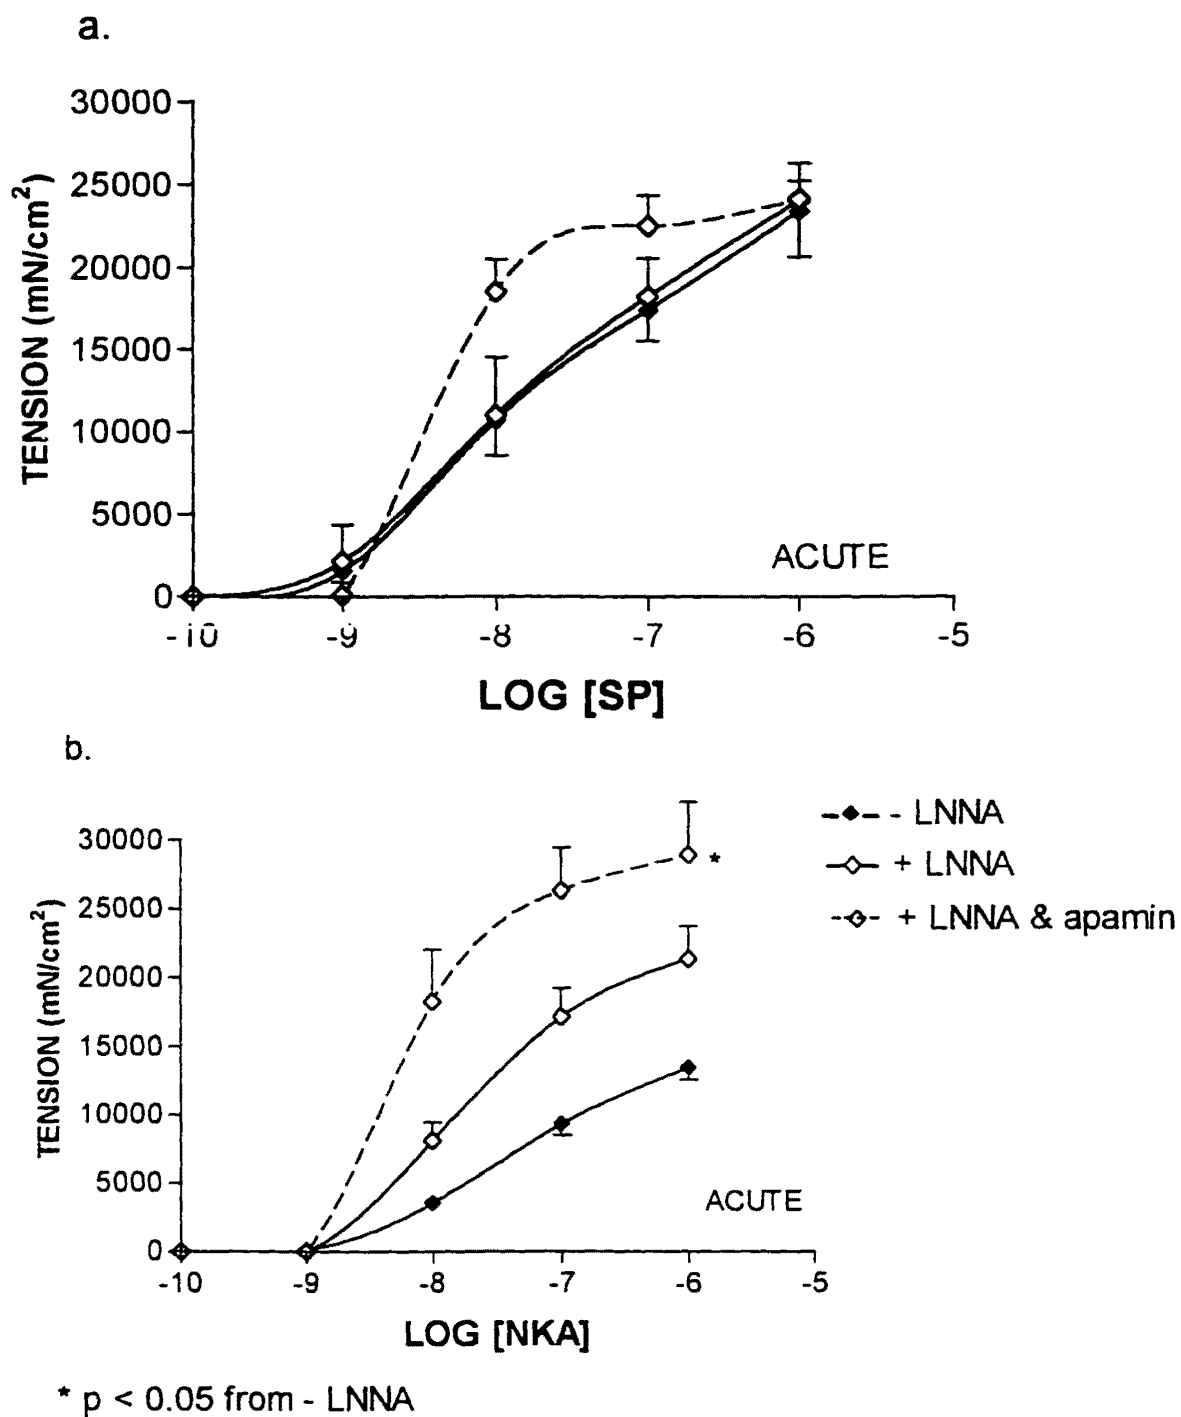 a.
30000
25000
20000
15000
10000
5000
0
TENSION (mN/cm²)
ACUTE
-10 -9 -8 -7 -6 -5
LOG [SP]
b.
- LNNA
+ LNNA
+ LNNA & apamin
30000
25000
20000
15000
10000
5000
0
TENSION (mN/cm²)
*
ACUTE
-10 -9 -8 -7 -6 -5
LOG [NKA]
* p < 0.05 from - LNNA